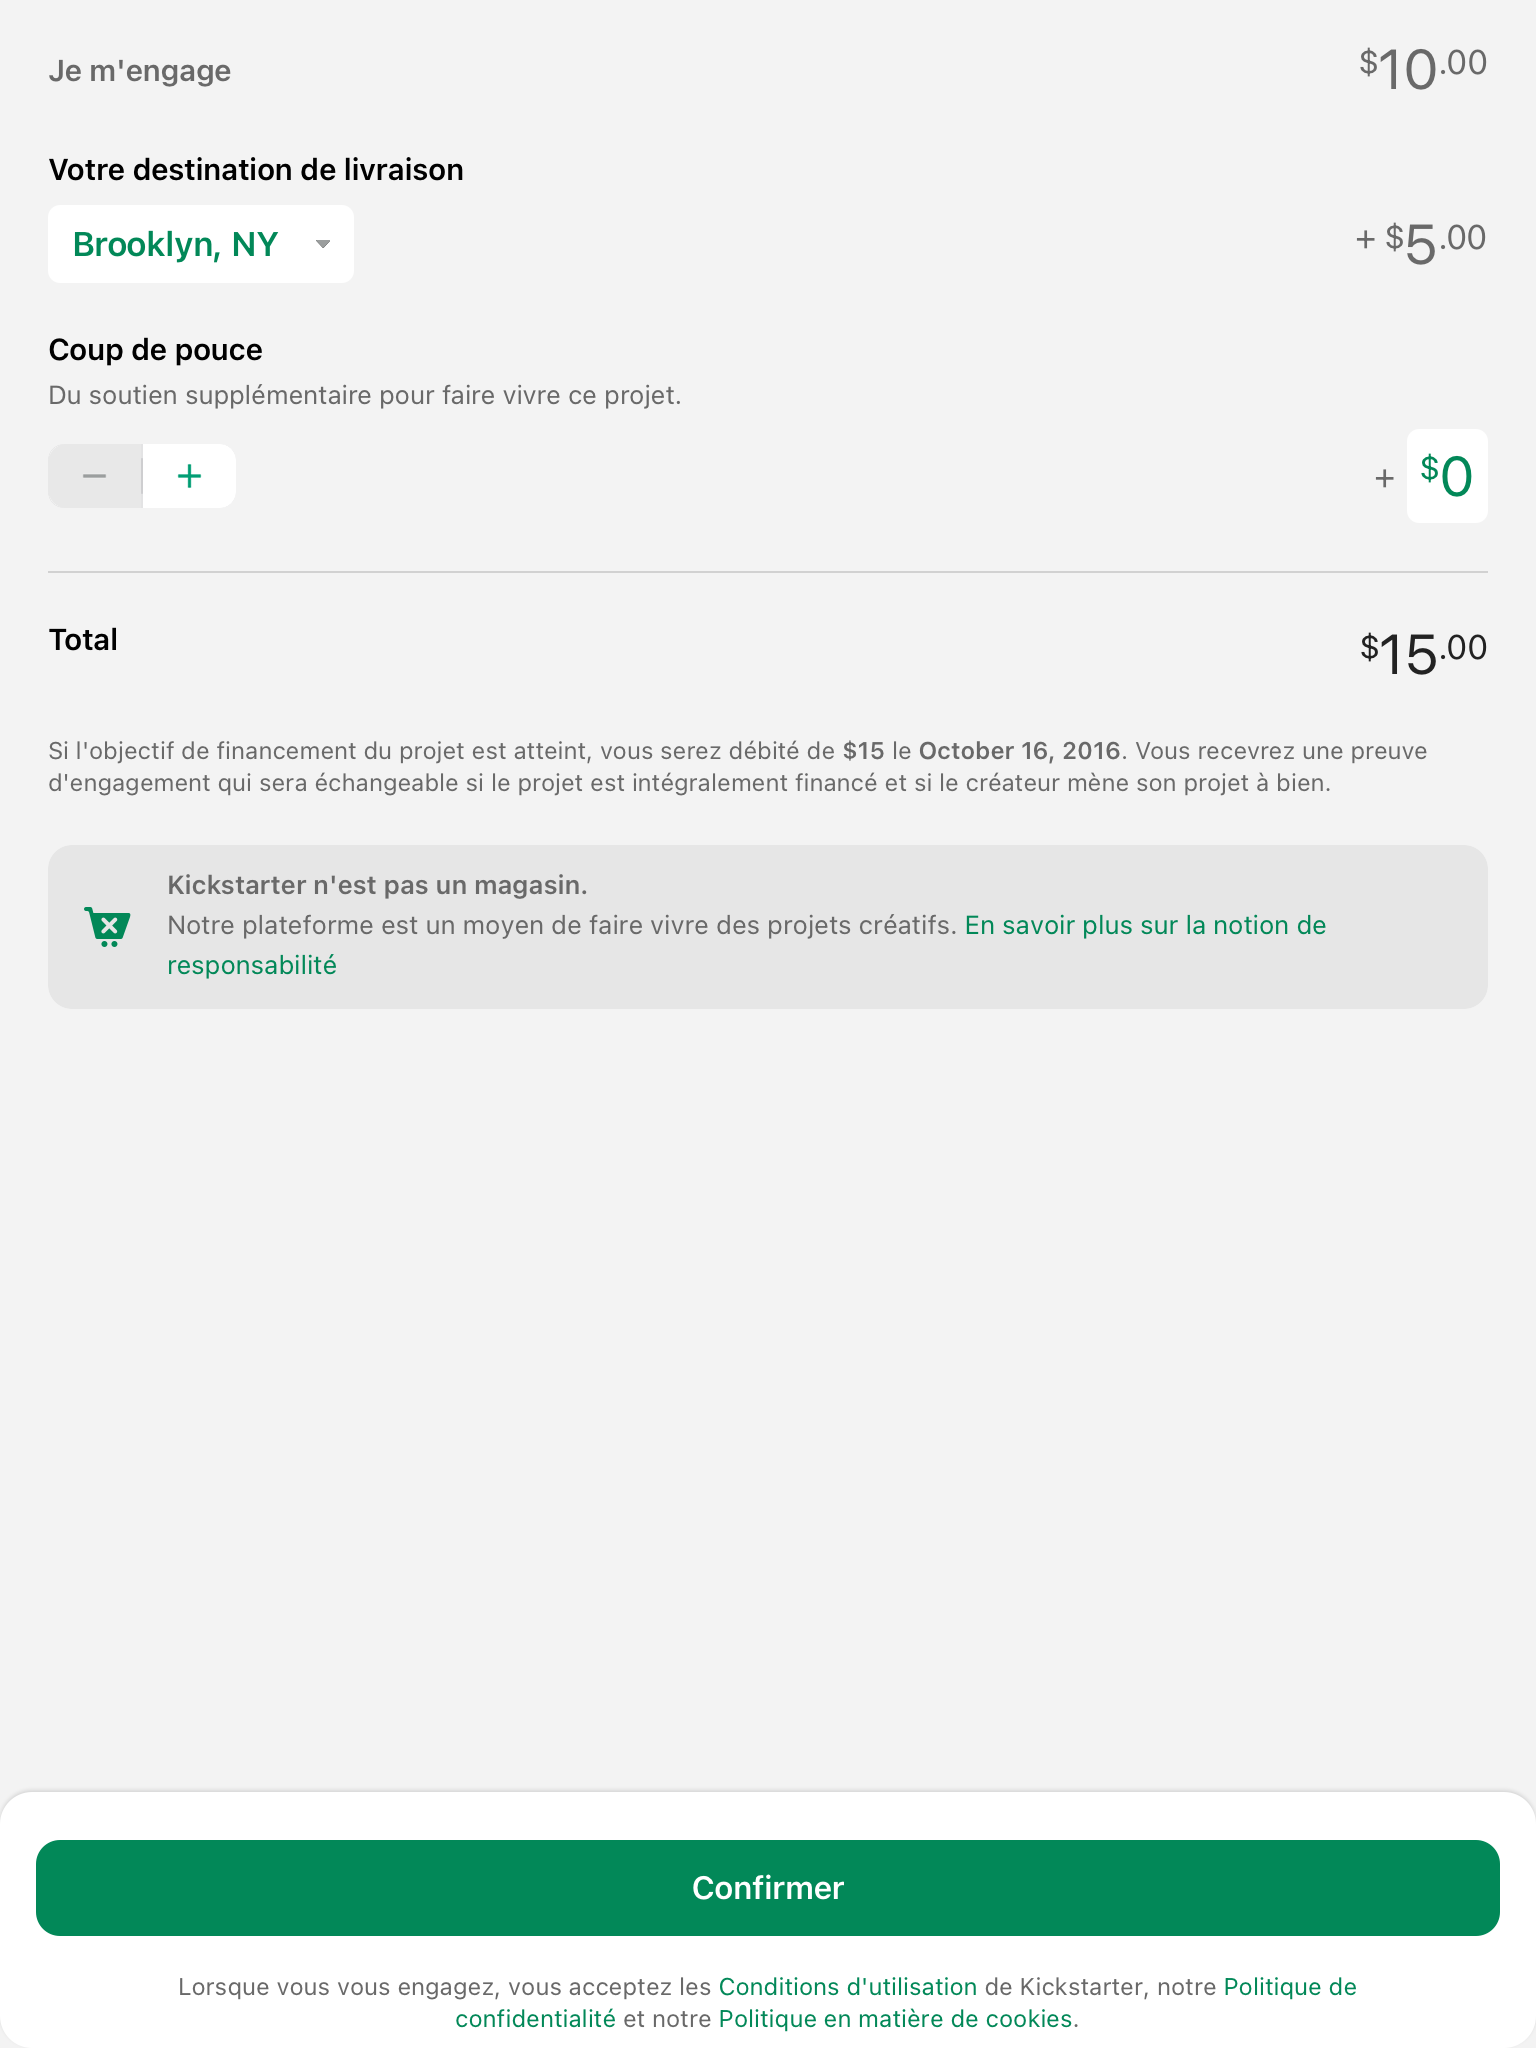 Je m'engage $10.00
Votre destination de livraison
Brooklyn, NY + $5.00
Coup de pouce
Du soutien supplémentaire pour faire vivre ce projet.
− + + $0
Total $15.00
Si l'objectif de financement du projet est atteint, vous serez débité de $15 le October 16, 2016. Vous recevrez une preuve
d'engagement qui sera échangeable si le projet est intégralement financé et si le créateur mène son projet à bien.
Kickstarter n'est pas un magasin.
Notre plateforme est un moyen de faire vivre des projets créatifs. En savoir plus sur la notion de
responsabilité
Confirmer
Lorsque vous vous engagez, vous acceptez les Conditions d'utilisation de Kickstarter, notre Politique de
confidentialité et notre Politique en matière de cookies.